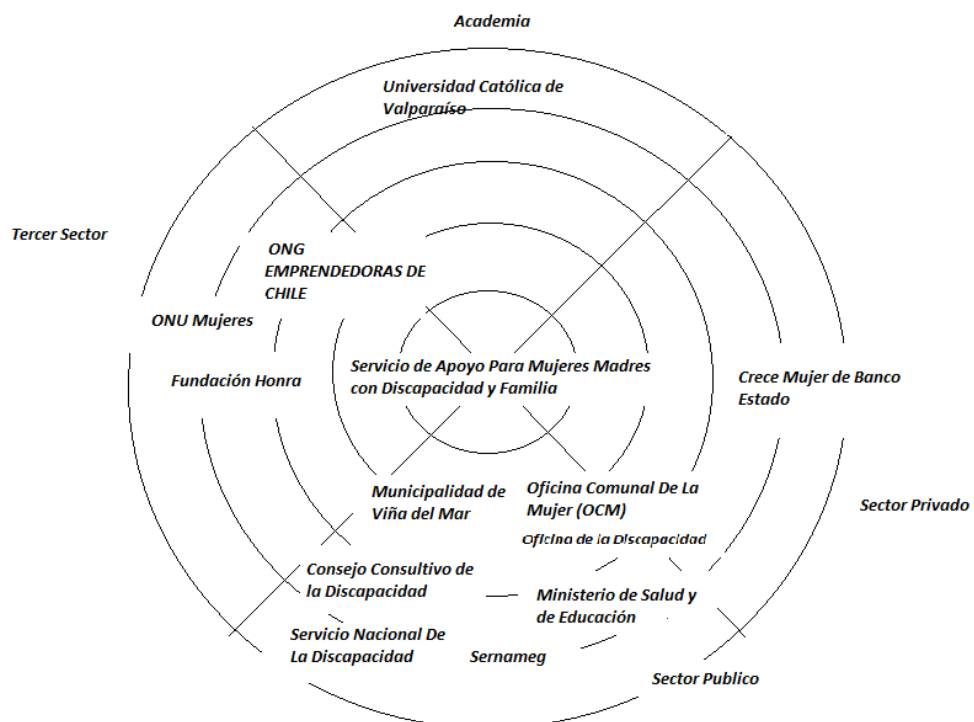 Academia
Universidad Católica de
Valparaíso
Tercer Sector
ONG
EMPRENDEDORAS DE
CHILE
ONU Mujeres
Fundación Honra
Servicio de Apoyo Para Mujeres Madres
con Discapacidad y Familia
Crece Mujer de Banco
Estado
Municipalidad de
Viña del Mar
Oficina Comunal De La
Mujer (OCM)
Oficina de la Discapacidad
Sector Privado
Consejo Consultivo de
la Discapacidad
Ministerio de Salud y
de Educación
Servicio Nacional De
La Discapacidad
Sernameg
Sector Publico